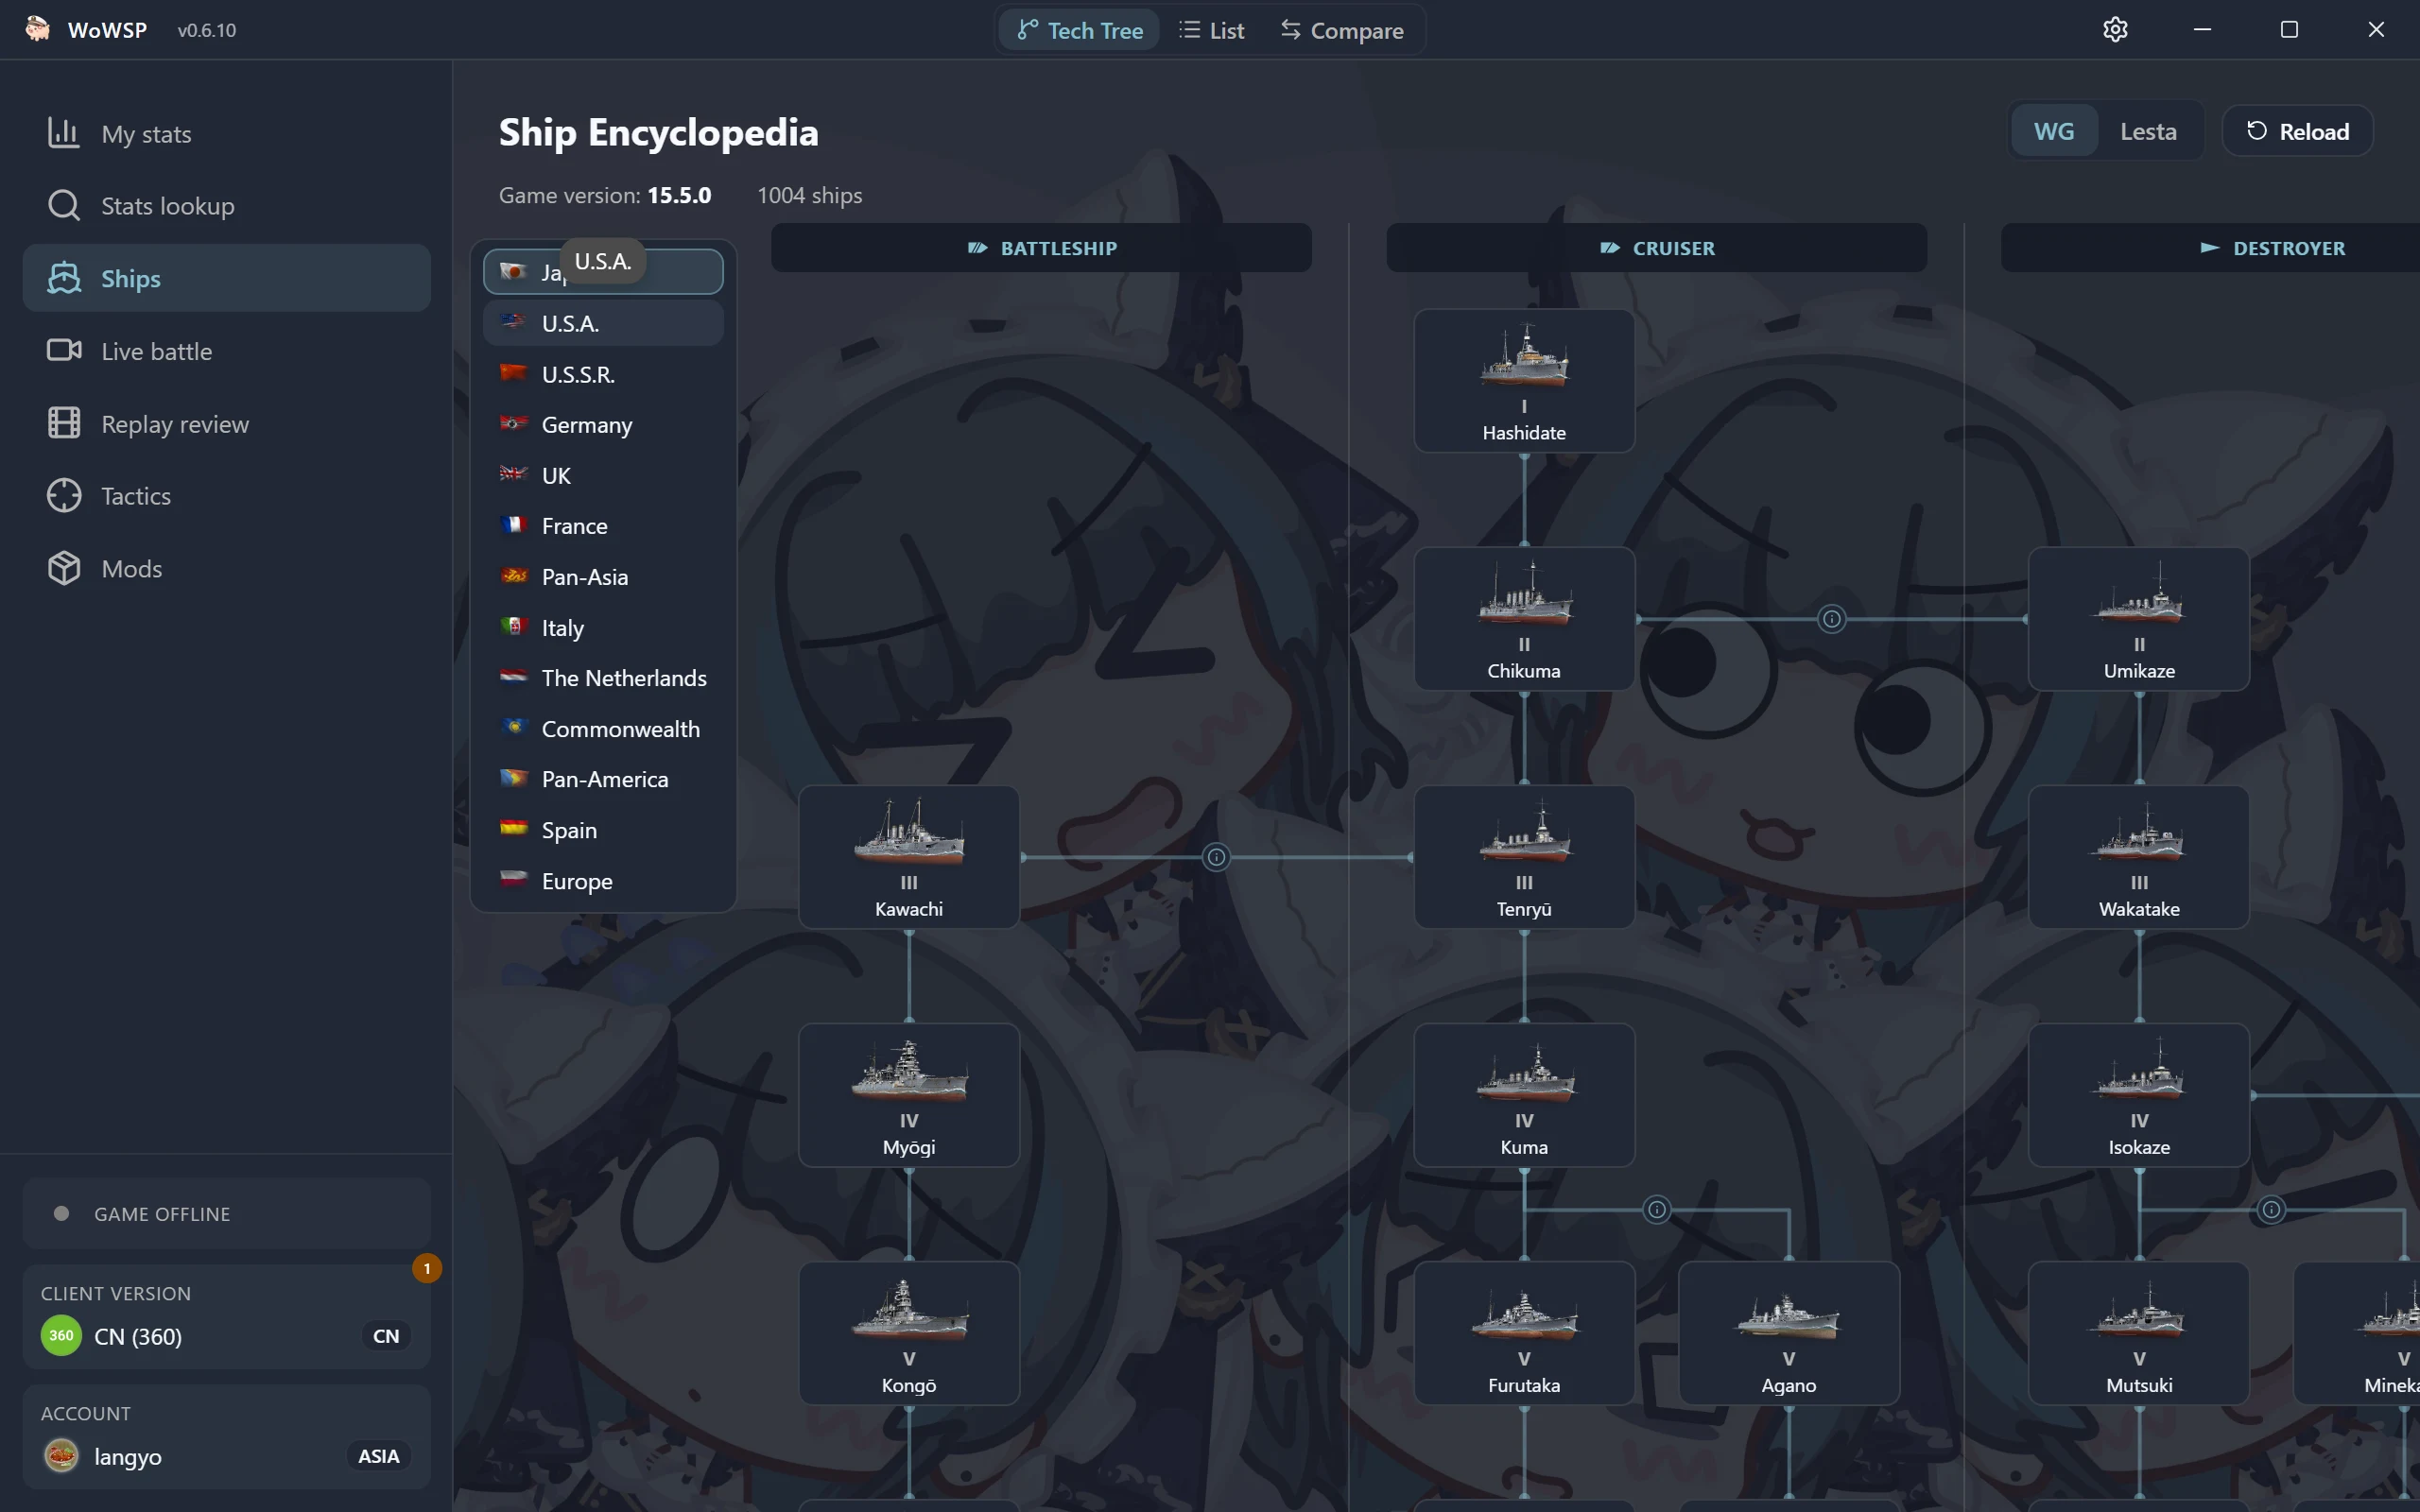 WoWSP v0.6.10
Tech Tree
List
Compare
My stats
Stats lookup
Ships
Live battle
Replay review
Tactics
Mods
GAME OFFLINE
1
CLIENT VERSION
360 CN (360) CN
ACCOUNT
langyo ASIA
Ship Encyclopedia
WG
Lesta
Reload
Game version: 15.5.0 1004 ships
U.S.A.
U.S.A.
U.S.S.R.
Germany
UK
France
Pan-Asia
Italy
The Netherlands
Commonwealth
Pan-America
Spain
Europe
BATTLESHIP
CRUISER
DESTROYER
I
Hashidate
II
Chikuma
II
Umikaze
III
Kawachi
III
Tenryū
III
Wakatake
IV
Myōgi
IV
Kuma
IV
Isokaze
V
Kongō
V
Furutaka
V
Agano
V
Mutsuki
V